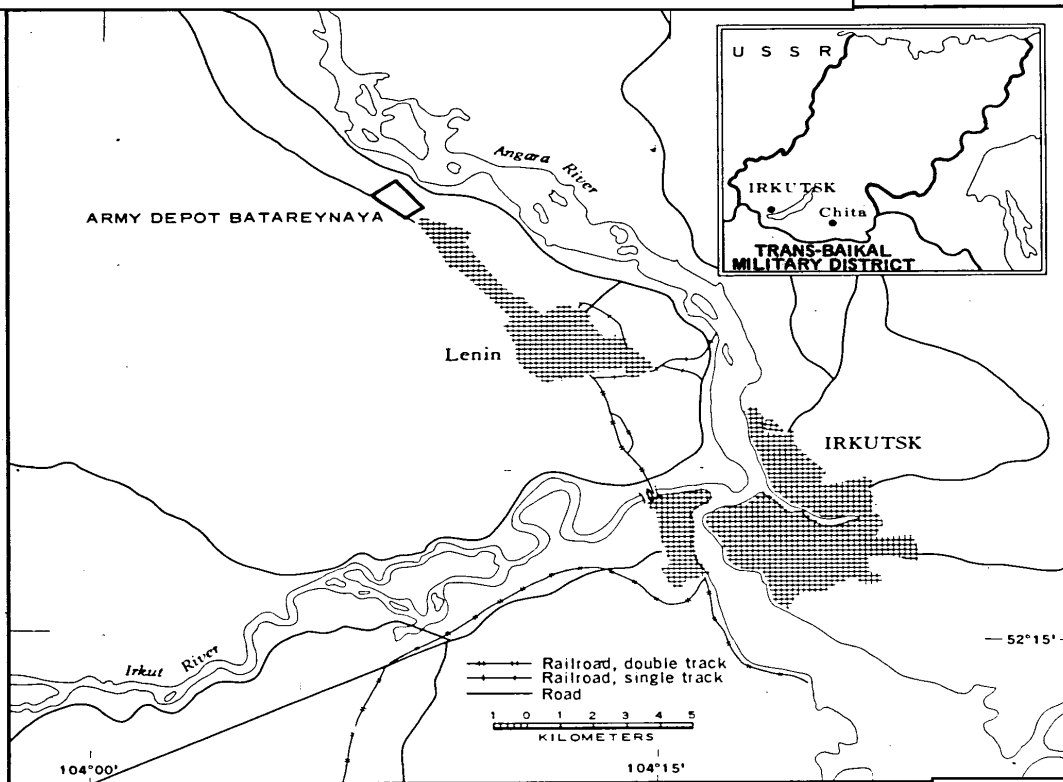 U S S R
IRKUTSK
Chita
TRANS-BAIKAL
MILITARY DISTRICT
Angara River
ARMY DEPOT BATAREYNAYA
Lenin
IRKUTSK
Irkut River
52°15'
Railroad, double track
Railroad, single track
Road
1 0 1 2 3 4 5
KILOMETERS
104°00'
104°15'